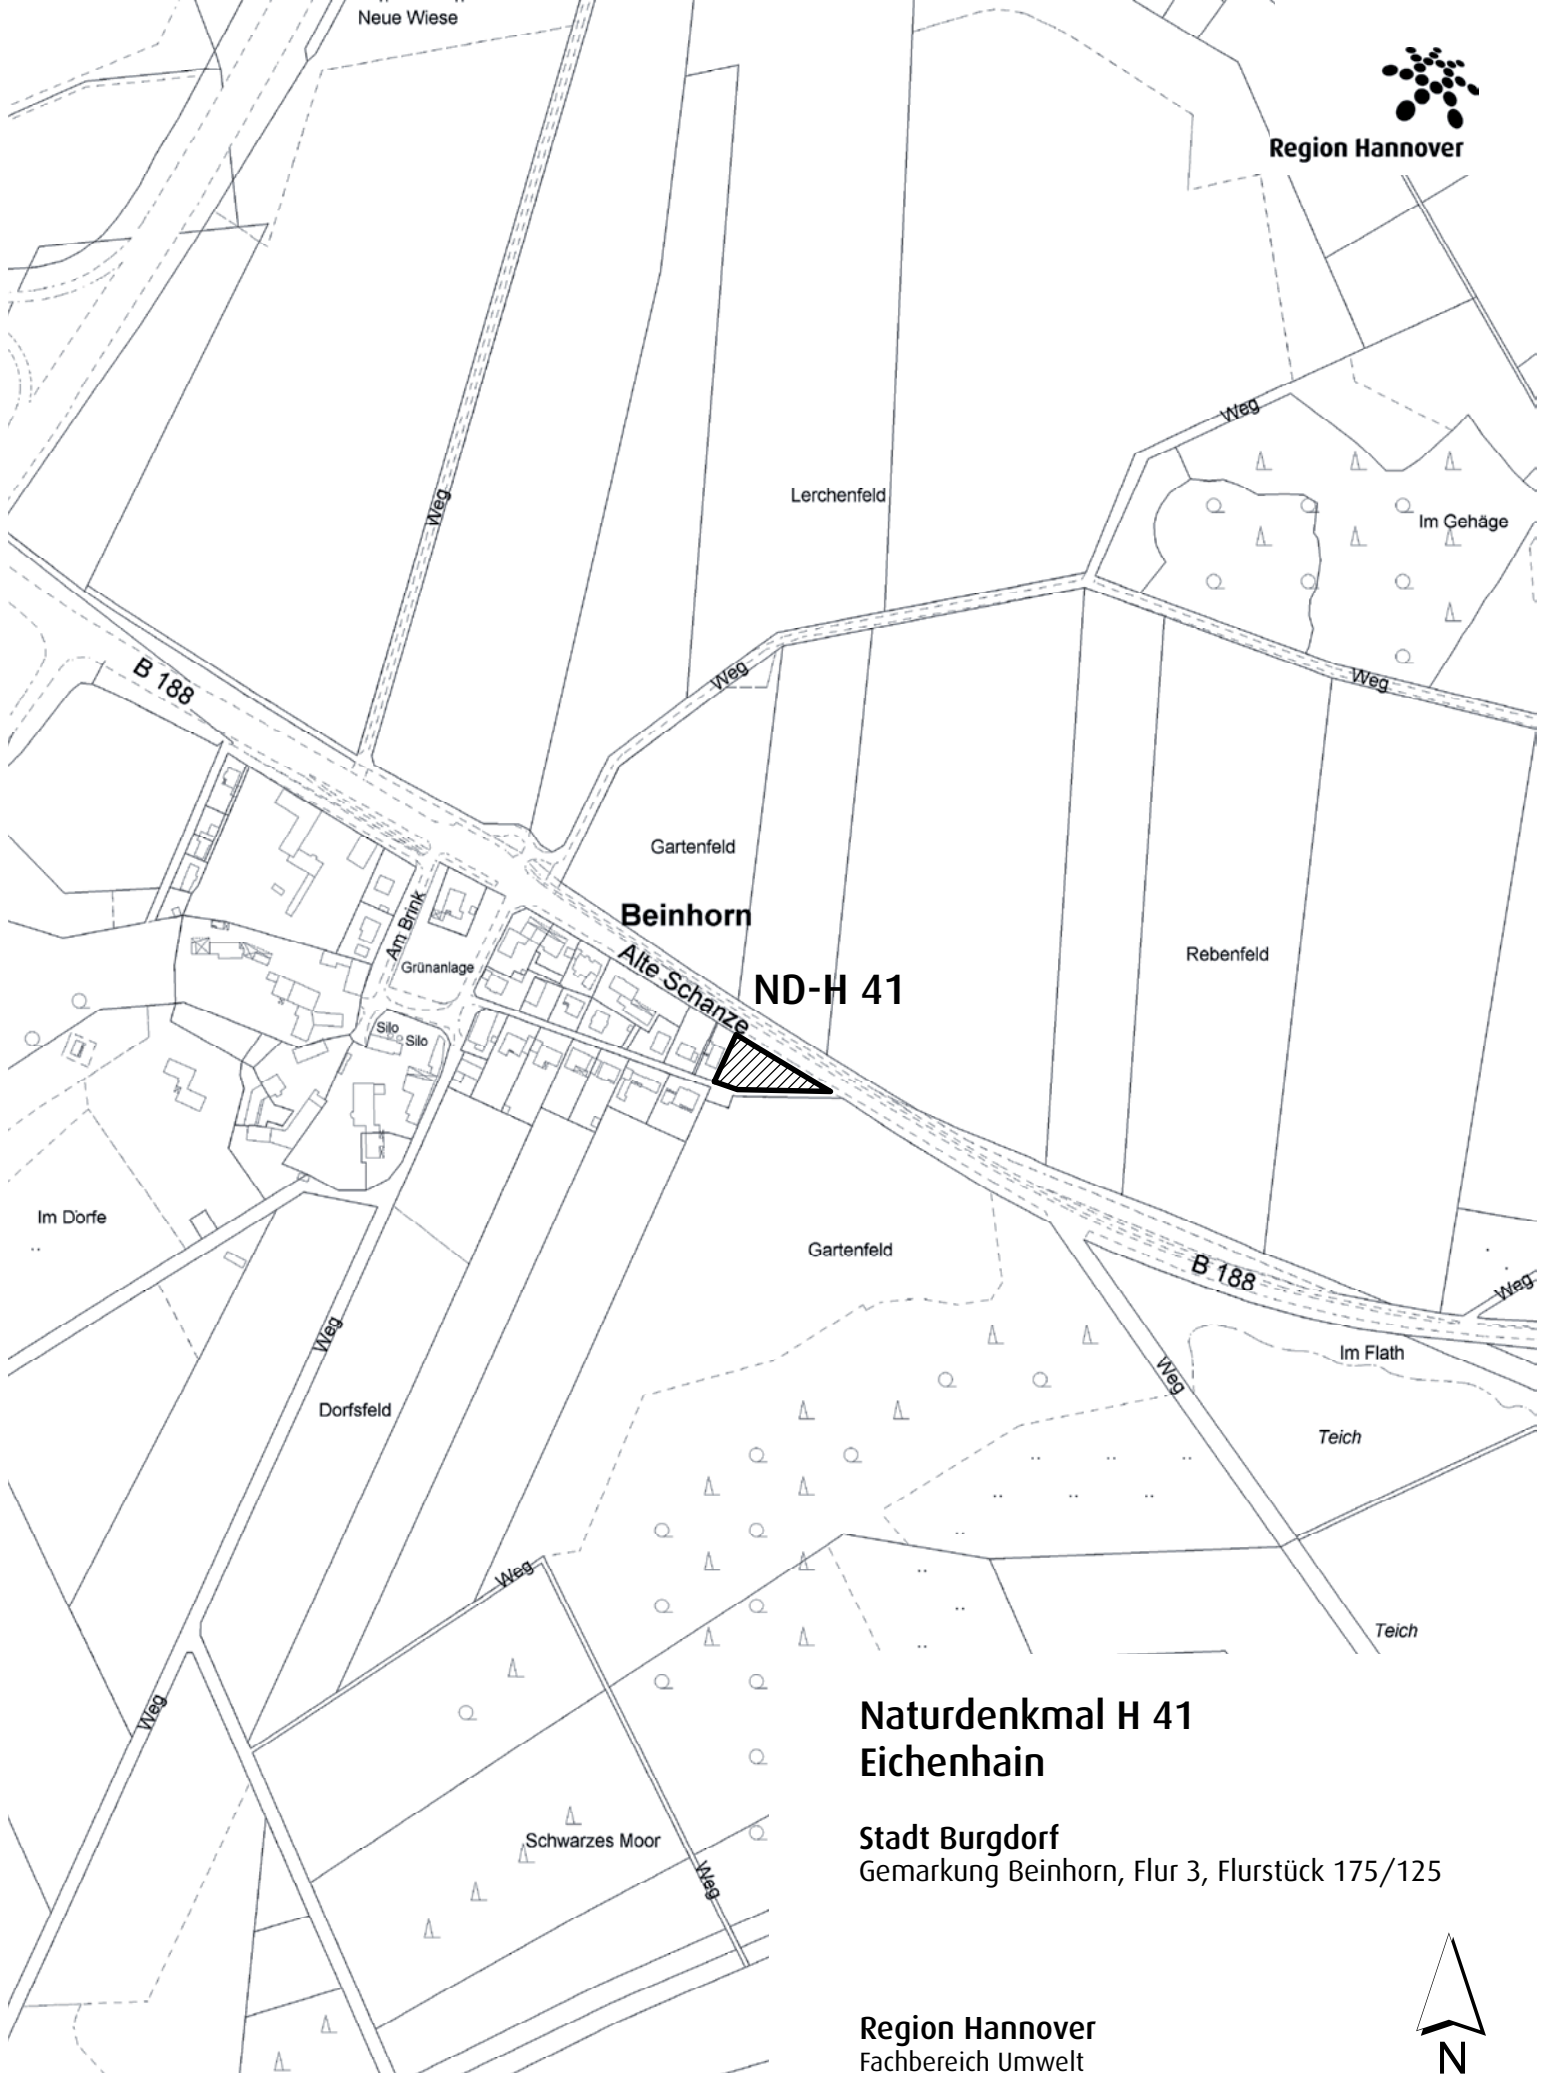 Neue Wiese
Region Hannover
Weg
Weg
Lerchenfeld
Im Gehäge
B 188
Weg
Weg
Gartenfeld
Am Brink
Beinhorn
Rebenfeld
Grünanlage
Alte Schanze
ND-H 41
Silo
Silo
Im Dorfe
Gartenfeld
B 188
Weg
Weg
Im Flath
Weg
Dorfsfeld
Teich
Weg
Teich
Weg
Naturdenkmal H 41
Eichenhain
Schwarzes Moor
Stadt Burgdorf
Gemarkung Beinhorn, Flur 3, Flurstück 175/125
Weg
Region Hannover
Fachbereich Umwelt
N